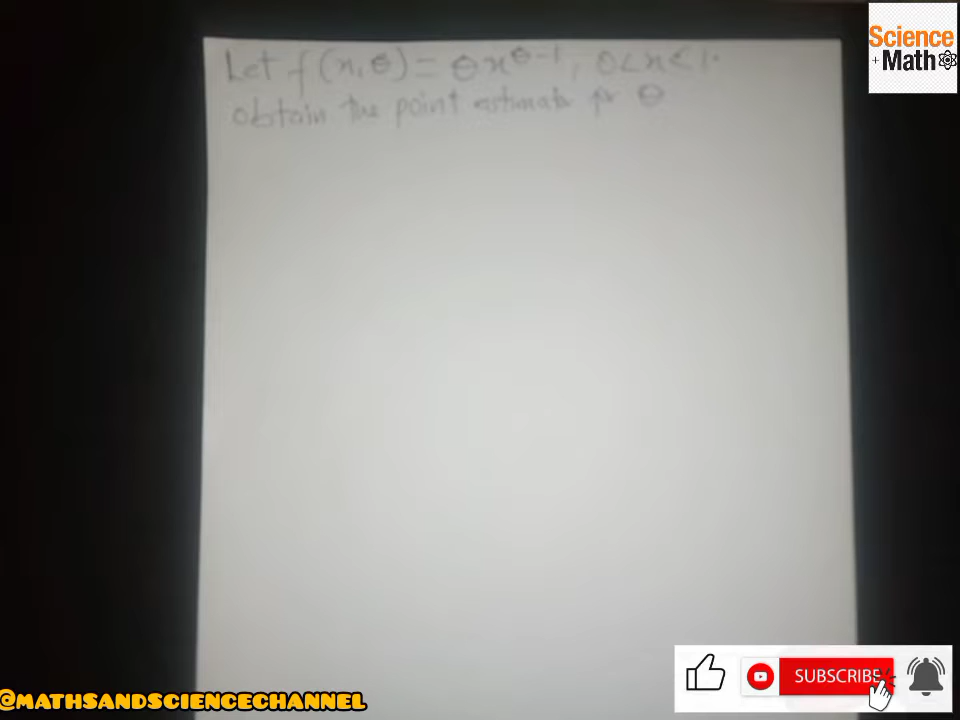 Science
+Math
Let f(x, θ) = θx^θ-1, 0<x<1.
obtain the point estimate for θ
SUBSCRIBE
@MATHSANDSCIENCECHANNEL